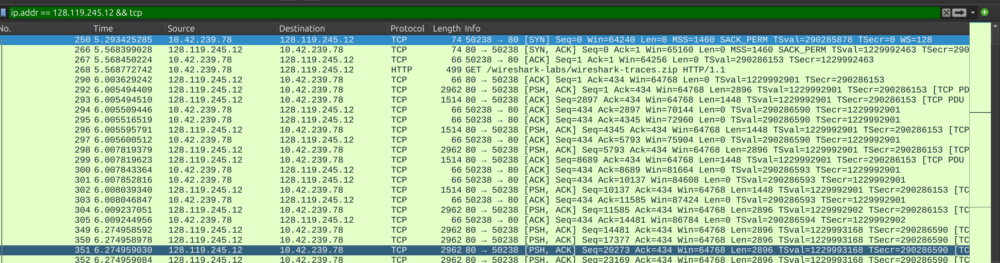 ip.addr == 128.119.245.12 && tcp
No. Time Source Destination Protocol Length Info
250 5.293425285 10.42.239.78 128.119.245.12 TCP 74 50238 → 80 [SYN] Seq=0 Win=64240 Len=0 MSS=1460 SACK_PERM TSval=290285878 TSecr=0 WS=128
266 5.568399028 128.119.245.12 10.42.239.78 TCP 74 80 → 50238 [SYN, ACK] Seq=0 Ack=1 Win=65160 Len=0 MSS=1460 SACK_PERM TSval=1229992463 TSecr=290
267 5.568450224 10.42.239.78 128.119.245.12 TCP 66 50238 → 80 [ACK] Seq=1 Ack=1 Win=64256 Len=0 TSval=290286153 TSecr=1229992463
268 5.568772742 10.42.239.78 128.119.245.12 HTTP 499 GET /wireshark-labs/wireshark-traces.zip HTTP/1.1
290 6.003629242 128.119.245.12 10.42.239.78 TCP 66 80 → 50238 [ACK] Seq=1 Ack=434 Win=64768 Len=0 TSval=1229992901 TSecr=290286153
292 6.005494409 128.119.245.12 10.42.239.78 TCP 2962 80 → 50238 [PSH, ACK] Seq=1 Ack=434 Win=64768 Len=2896 TSval=1229992901 TSecr=290286153 [TCP PD
293 6.005494510 128.119.245.12 10.42.239.78 TCP 1514 80 → 50238 [ACK] Seq=2897 Ack=434 Win=64768 Len=1448 TSval=1229992901 TSecr=290286153 [TCP PDU
294 6.005509446 10.42.239.78 128.119.245.12 TCP 66 50238 → 80 [ACK] Seq=434 Ack=2897 Win=70144 Len=0 TSval=290286590 TSecr=1229992901
295 6.005516519 10.42.239.78 128.119.245.12 TCP 66 50238 → 80 [ACK] Seq=434 Ack=4345 Win=72960 Len=0 TSval=290286590 TSecr=1229992901
296 6.005595791 128.119.245.12 10.42.239.78 TCP 1514 80 → 50238 [PSH, ACK] Seq=4345 Ack=434 Win=64768 Len=1448 TSval=1229992901 TSecr=290286153 [TCP
297 6.005600512 10.42.239.78 128.119.245.12 TCP 66 50238 → 80 [ACK] Seq=434 Ack=5793 Win=75904 Len=0 TSval=290286590 TSecr=1229992901
298 6.007819379 128.119.245.12 10.42.239.78 TCP 2962 80 → 50238 [PSH, ACK] Seq=5793 Ack=434 Win=64768 Len=2896 TSval=1229992901 TSecr=290286153 [TCP
299 6.007819623 128.119.245.12 10.42.239.78 TCP 1514 80 → 50238 [ACK] Seq=8689 Ack=434 Win=64768 Len=1448 TSval=1229992901 TSecr=290286153 [TCP PDU
300 6.007843364 10.42.239.78 128.119.245.12 TCP 66 50238 → 80 [ACK] Seq=434 Ack=8689 Win=81664 Len=0 TSval=290286593 TSecr=1229992901
301 6.007852816 10.42.239.78 128.119.245.12 TCP 66 50238 → 80 [ACK] Seq=434 Ack=10137 Win=84608 Len=0 TSval=290286593 TSecr=1229992901
302 6.008039340 128.119.245.12 10.42.239.78 TCP 1514 80 → 50238 [PSH, ACK] Seq=10137 Ack=434 Win=64768 Len=1448 TSval=1229992901 TSecr=290286153 [TC
303 6.008046847 10.42.239.78 128.119.245.12 TCP 66 50238 → 80 [ACK] Seq=434 Ack=11585 Win=87424 Len=0 TSval=290286593 TSecr=1229992901
304 6.009237051 128.119.245.12 10.42.239.78 TCP 2962 80 → 50238 [PSH, ACK] Seq=11585 Ack=434 Win=64768 Len=2896 TSval=1229992902 TSecr=290286153 [TC
305 6.009244956 10.42.239.78 128.119.245.12 TCP 66 50238 → 80 [ACK] Seq=434 Ack=14481 Win=86784 Len=0 TSval=290286594 TSecr=1229992902
349 6.274958592 128.119.245.12 10.42.239.78 TCP 2962 80 → 50238 [PSH, ACK] Seq=14481 Ack=434 Win=64768 Len=2896 TSval=1229993168 TSecr=290286590 [TC
350 6.274958978 128.119.245.12 10.42.239.78 TCP 2962 80 → 50238 [PSH, ACK] Seq=17377 Ack=434 Win=64768 Len=2896 TSval=1229993168 TSecr=290286590 [TC
351 6.274959030 128.119.245.12 10.42.239.78 TCP 2962 80 → 50238 [PSH, ACK] Seq=20273 Ack=434 Win=64768 Len=2896 TSval=1229993168 TSecr=290286590 [TC
352 6.274959084 128.119.245.12 10.42.239.78 TCP 2962 80 → 50238 [PSH, ACK] Seq=23169 Ack=434 Win=64768 Len=2896 TSval=1229993168 TSecr=290286590 [TC